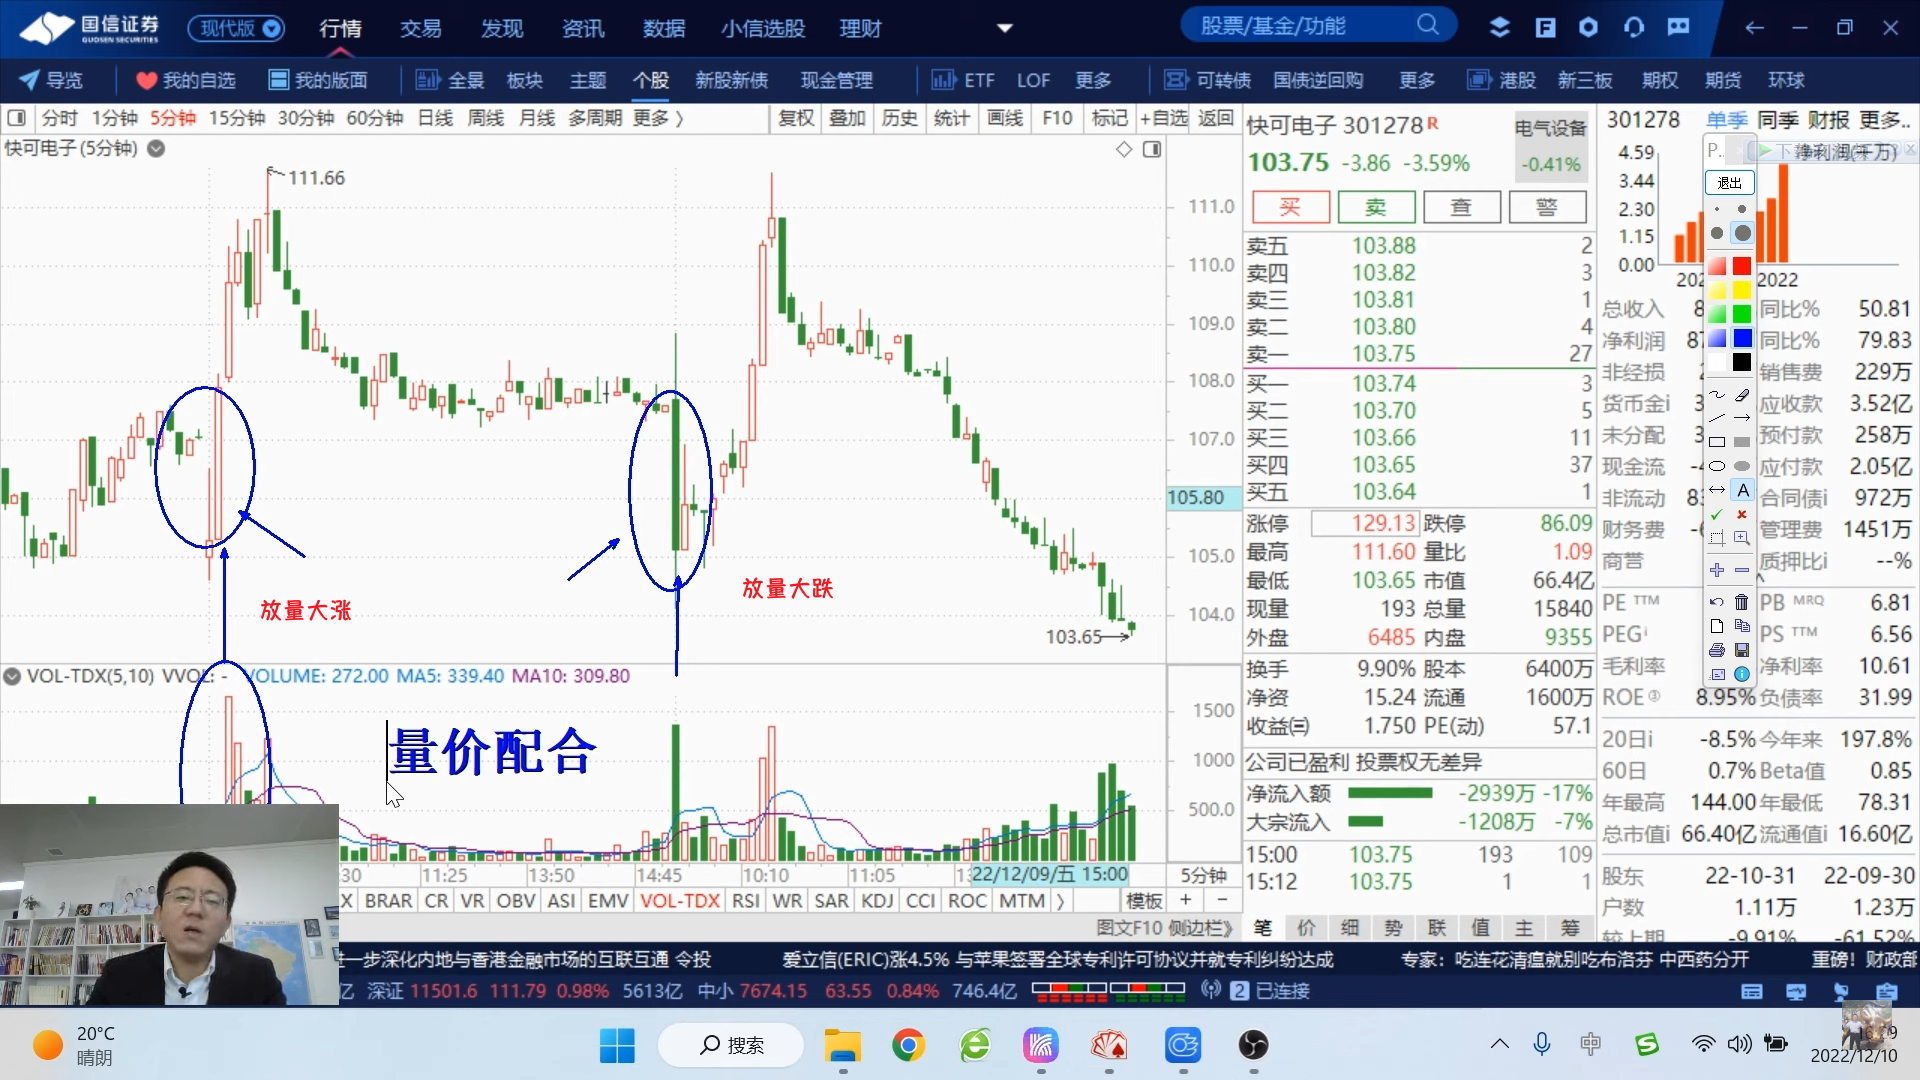 国信证券 现代版 行情 交易 发现 资讯 数据 小信选股 理财 股票/基金/功能
GUOSEN SECURITIES
导览 我的自选 我的版面 全景 板块 主题 个股 新股新债 现金管理 ETF LOF 更多 可转债 国债逆回购 更多 港股 新三板 期权 期货 环球
分时 1分钟 5分钟 15分钟 30分钟 60分钟 日线 周线 月线 多周期 更多 〉 复权 叠加 历史 统计 画线 F10 标记 +自选 返回
快可电子 (5分钟)
111.66
111.0
110.0
109.0
108.0
107.0
105.80
105.0
104.0
103.65
放量大涨
放量大跌
VOL-TDX(5,10) VVOL: - VOLUME: 272.00 MA5: 339.40 MA10: 309.80
量价配合
1500
1000
500.0
:30 11:25 13:50 14:45 10:10 11:05 22/12/09/五 15:00 5分钟
X BRAR CR VR OBV ASI EMV VOL-TDX RSI WR SAR KDJ CCI ROC MTM 〉 模板 + −
图文F10 侧边栏》
快可电子 301278 R
103.75 -3.86 -3.59%
电气设备
-0.41%
买 卖 查 警
卖五 103.88 2
卖四 103.82 3
卖三 103.81 1
卖二 103.80 4
卖一 103.75 27
买一 103.74 3
买二 103.70 5
买三 103.66 11
买四 103.65 37
买五 103.64 1
涨停 129.13 跌停 86.09
最高 111.60 量比 1.09
最低 103.65 市值 66.4亿
现量 193 总量 15840
外盘 6485 内盘 9355
换手 9.90% 股本 6400万
净资 15.24 流通 1600万
收益㈢ 1.750 PE(动) 57.1
公司已盈利 投票权无差异
净流入额 -2939万 -17%
大宗流入 -1208万 -7%
15:00 103.75 193 109
15:12 103.75 1 1
笔 价 细 势 联 值 主 筹
301278 单季 同季 财报 更多..
净利润(千万)
4.59
3.44
2.30
1.15
0.00
2022
P...
退出
A
总收入 8 同比% 50.81
净利润 87 同比% 79.83
非经损 销售费 229万
货币金i 3 应收款 3.52亿
未分配 3 预付款 258万
现金流 应付款 2.05亿
非流动 83 合同债i 972万
财务费 管理费 1451万
商誉 质押比i --%
PE TTM PB MRQ 6.81
PEG PS TTM 6.56
毛利率 净利率 10.61
ROE 8.95% 负债率 31.99
20日i -8.5% 今年来 197.8%
60日 0.7% Beta值 0.85
年最高 144.00 年最低 78.31
总市值i 66.40亿 流通值i 16.60亿
股东 22-10-31 22-09-30
户数 1.11万 1.23万
较上期 -9.91% -61.52%
进一步深化内地与香港金融市场的互联互通 令投 爱立信(ERIC)涨4.5% 与苹果签署全球专利许可协议并就专利纠纷达成 专家：吃连花清瘟就别吃布洛芬 中西药分开 重磅！财政部
亿 深证 11501.6 111.79 0.98% 5613亿 中小 7674.15 63.55 0.84% 746.4亿 2 已连接
20°C
晴朗
搜索
中
2022/12/10